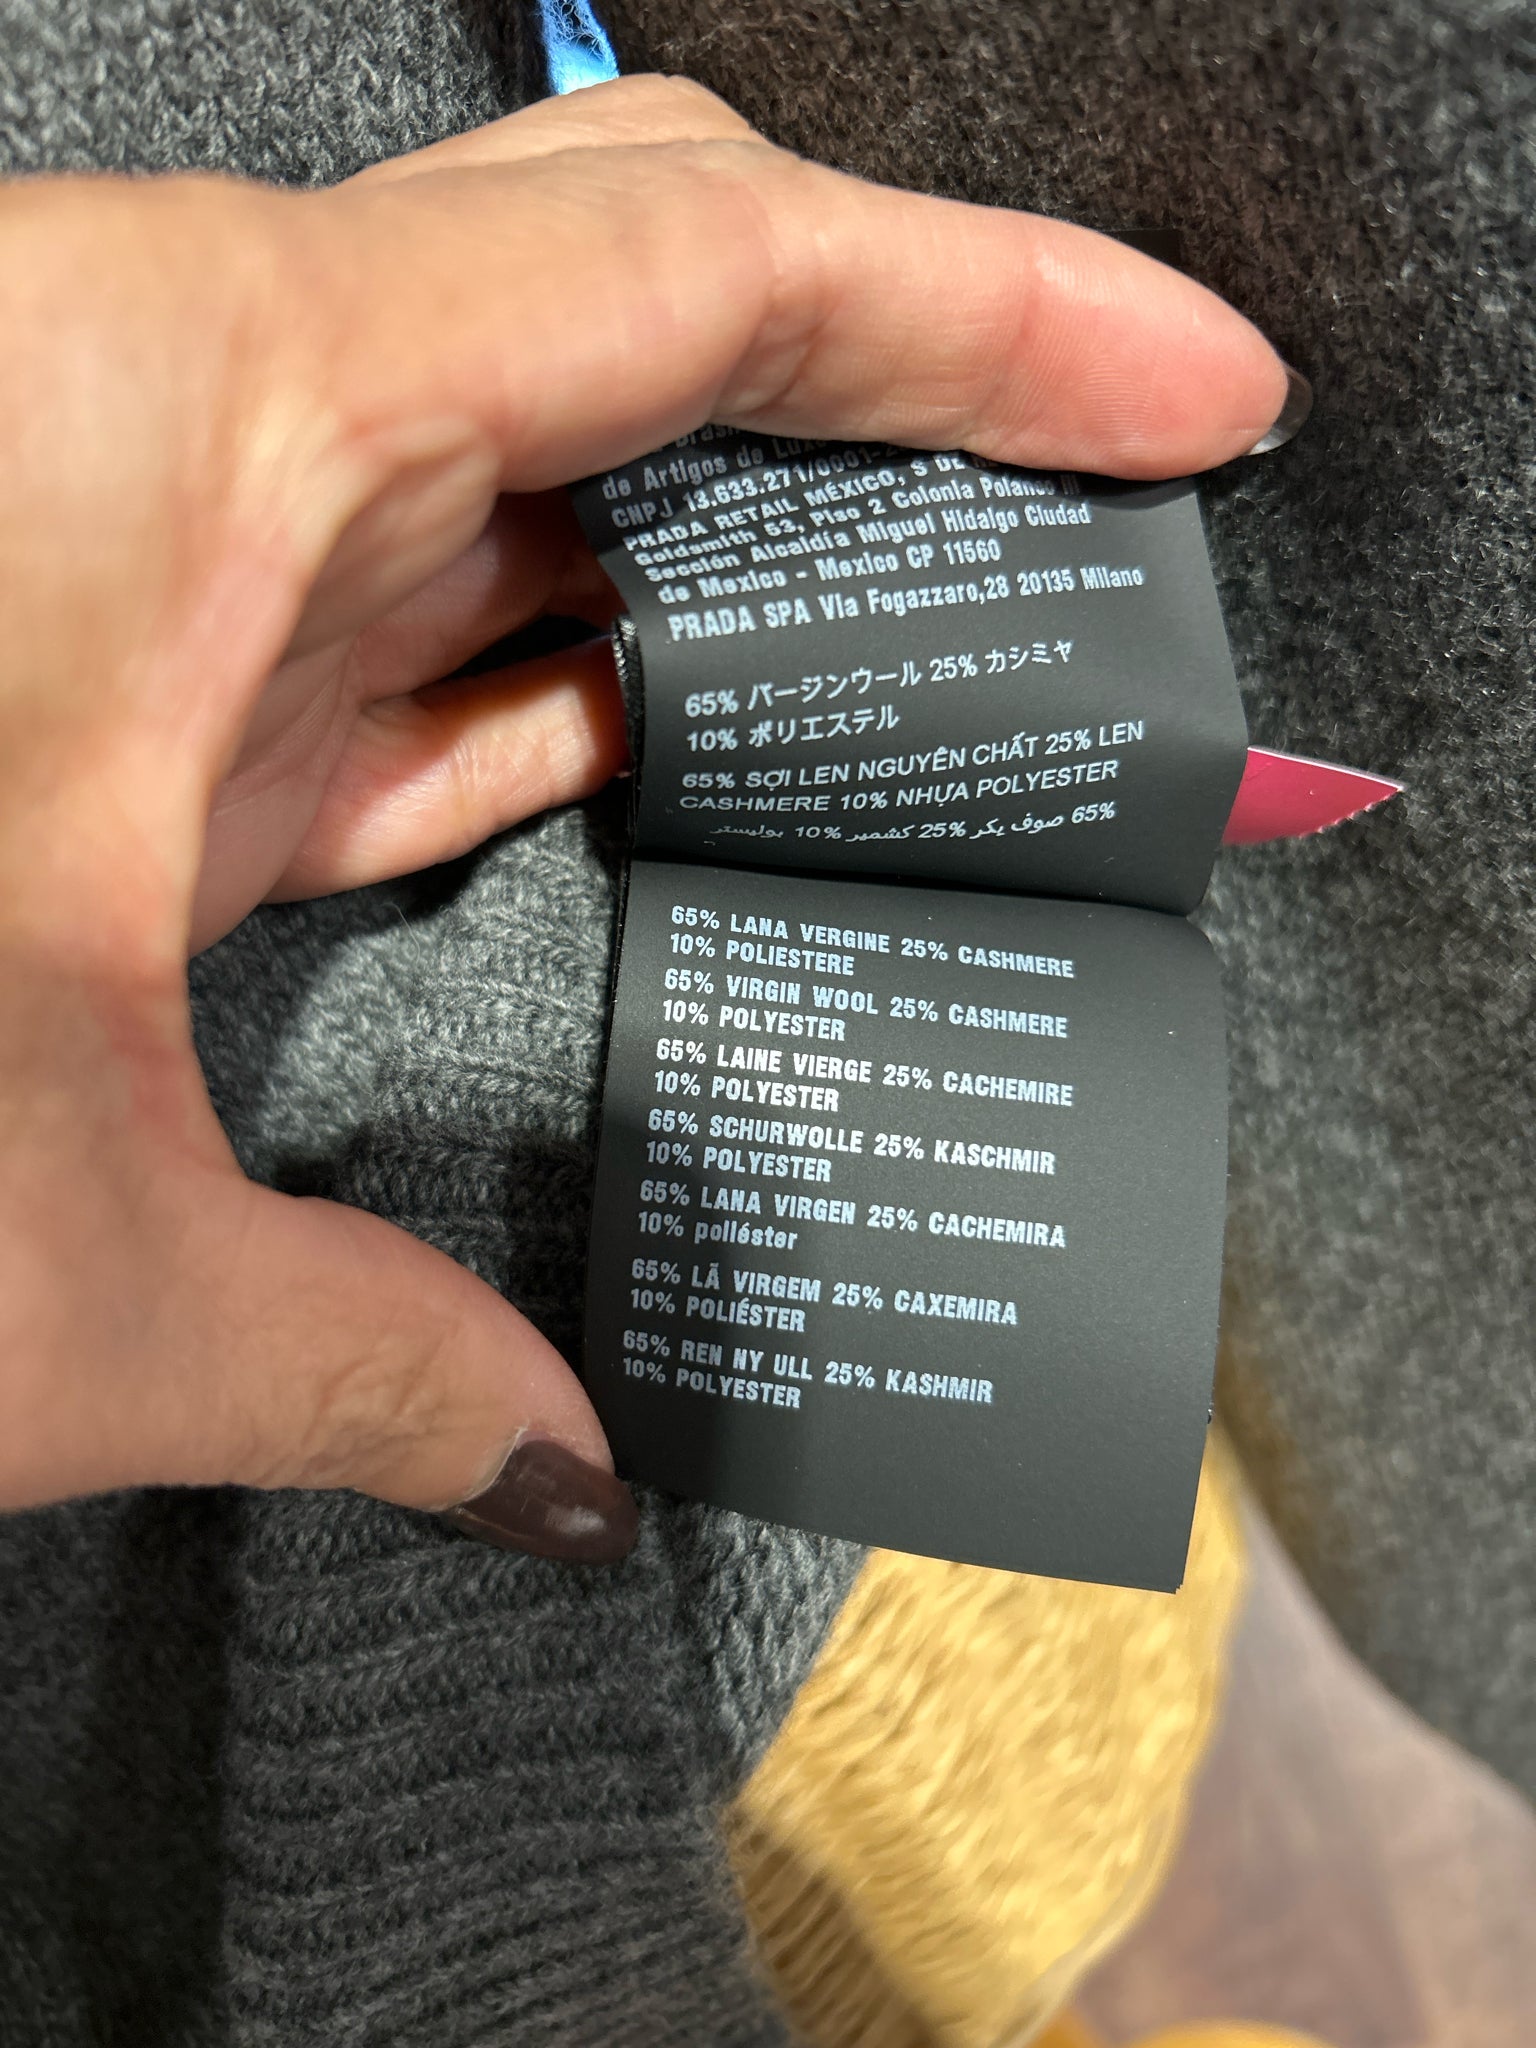 de Artigos de
CNPJ 13.633.271/0001-
PRADA RETAIL MÉXICO, S DE
Goldsmith 53, Piso 2 Colonia Polanco III
Sección Alcaldía Miguel Hidalgo Ciudad
de Mexico - Mexico CP 11560
PRADA SPA Via Fogazzaro,28 20135 Milano
65% バージンウール 25% カシミヤ
10% ポリエステル
65% SỢI LEN NGUYÊN CHẤT 25% LEN
CASHMERE 10% NHỰA POLYESTER
65% صوف بكر 25% كشمير 10% بوليستر
65% LANA VERGINE 25% CASHMERE
10% POLIESTERE
65% VIRGIN WOOL 25% CASHMERE
10% POLYESTER
65% LAINE VIERGE 25% CACHEMIRE
10% POLYESTER
65% SCHURWOLLE 25% KASCHMIR
10% POLYESTER
65% LANA VIRGEN 25% CACHEMIRA
10% poliéster
65% LÃ VIRGEM 25% CAXEMIRA
10% POLIÉSTER
65% REN NY ULL 25% KASHMIR
10% POLYESTER